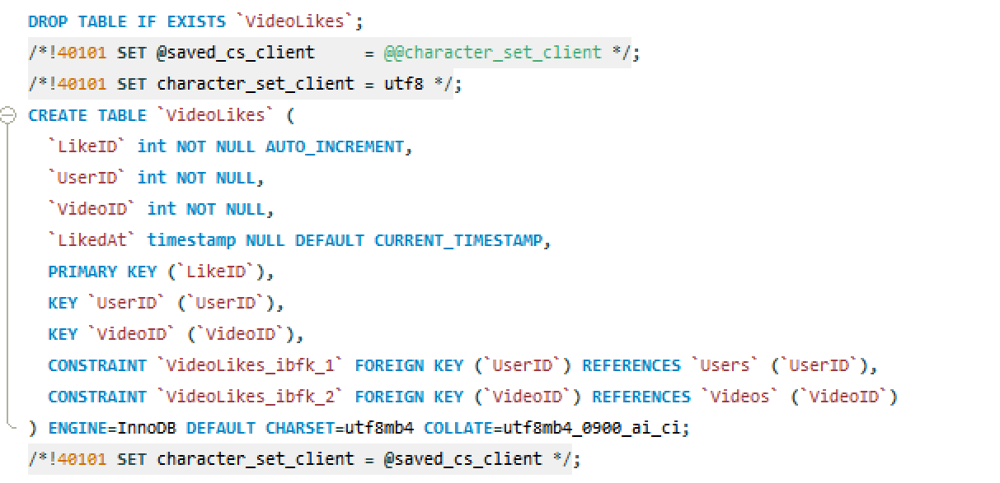 DROP TABLE IF EXISTS `VideoLikes`;
/*!40101 SET @saved_cs_client     = @@character_set_client */;
/*!40101 SET character_set_client = utf8 */;
CREATE TABLE `VideoLikes` (
  `LikeID` int NOT NULL AUTO_INCREMENT,
  `UserID` int NOT NULL,
  `VideoID` int NOT NULL,
  `LikedAt` timestamp NULL DEFAULT CURRENT_TIMESTAMP,
  PRIMARY KEY (`LikeID`),
  KEY `UserID` (`UserID`),
  KEY `VideoID` (`VideoID`),
  CONSTRAINT `VideoLikes_ibfk_1` FOREIGN KEY (`UserID`) REFERENCES `Users` (`UserID`),
  CONSTRAINT `VideoLikes_ibfk_2` FOREIGN KEY (`VideoID`) REFERENCES `Videos` (`VideoID`)
) ENGINE=InnoDB DEFAULT CHARSET=utf8mb4 COLLATE=utf8mb4_0900_ai_ci;
/*!40101 SET character_set_client = @saved_cs_client */;